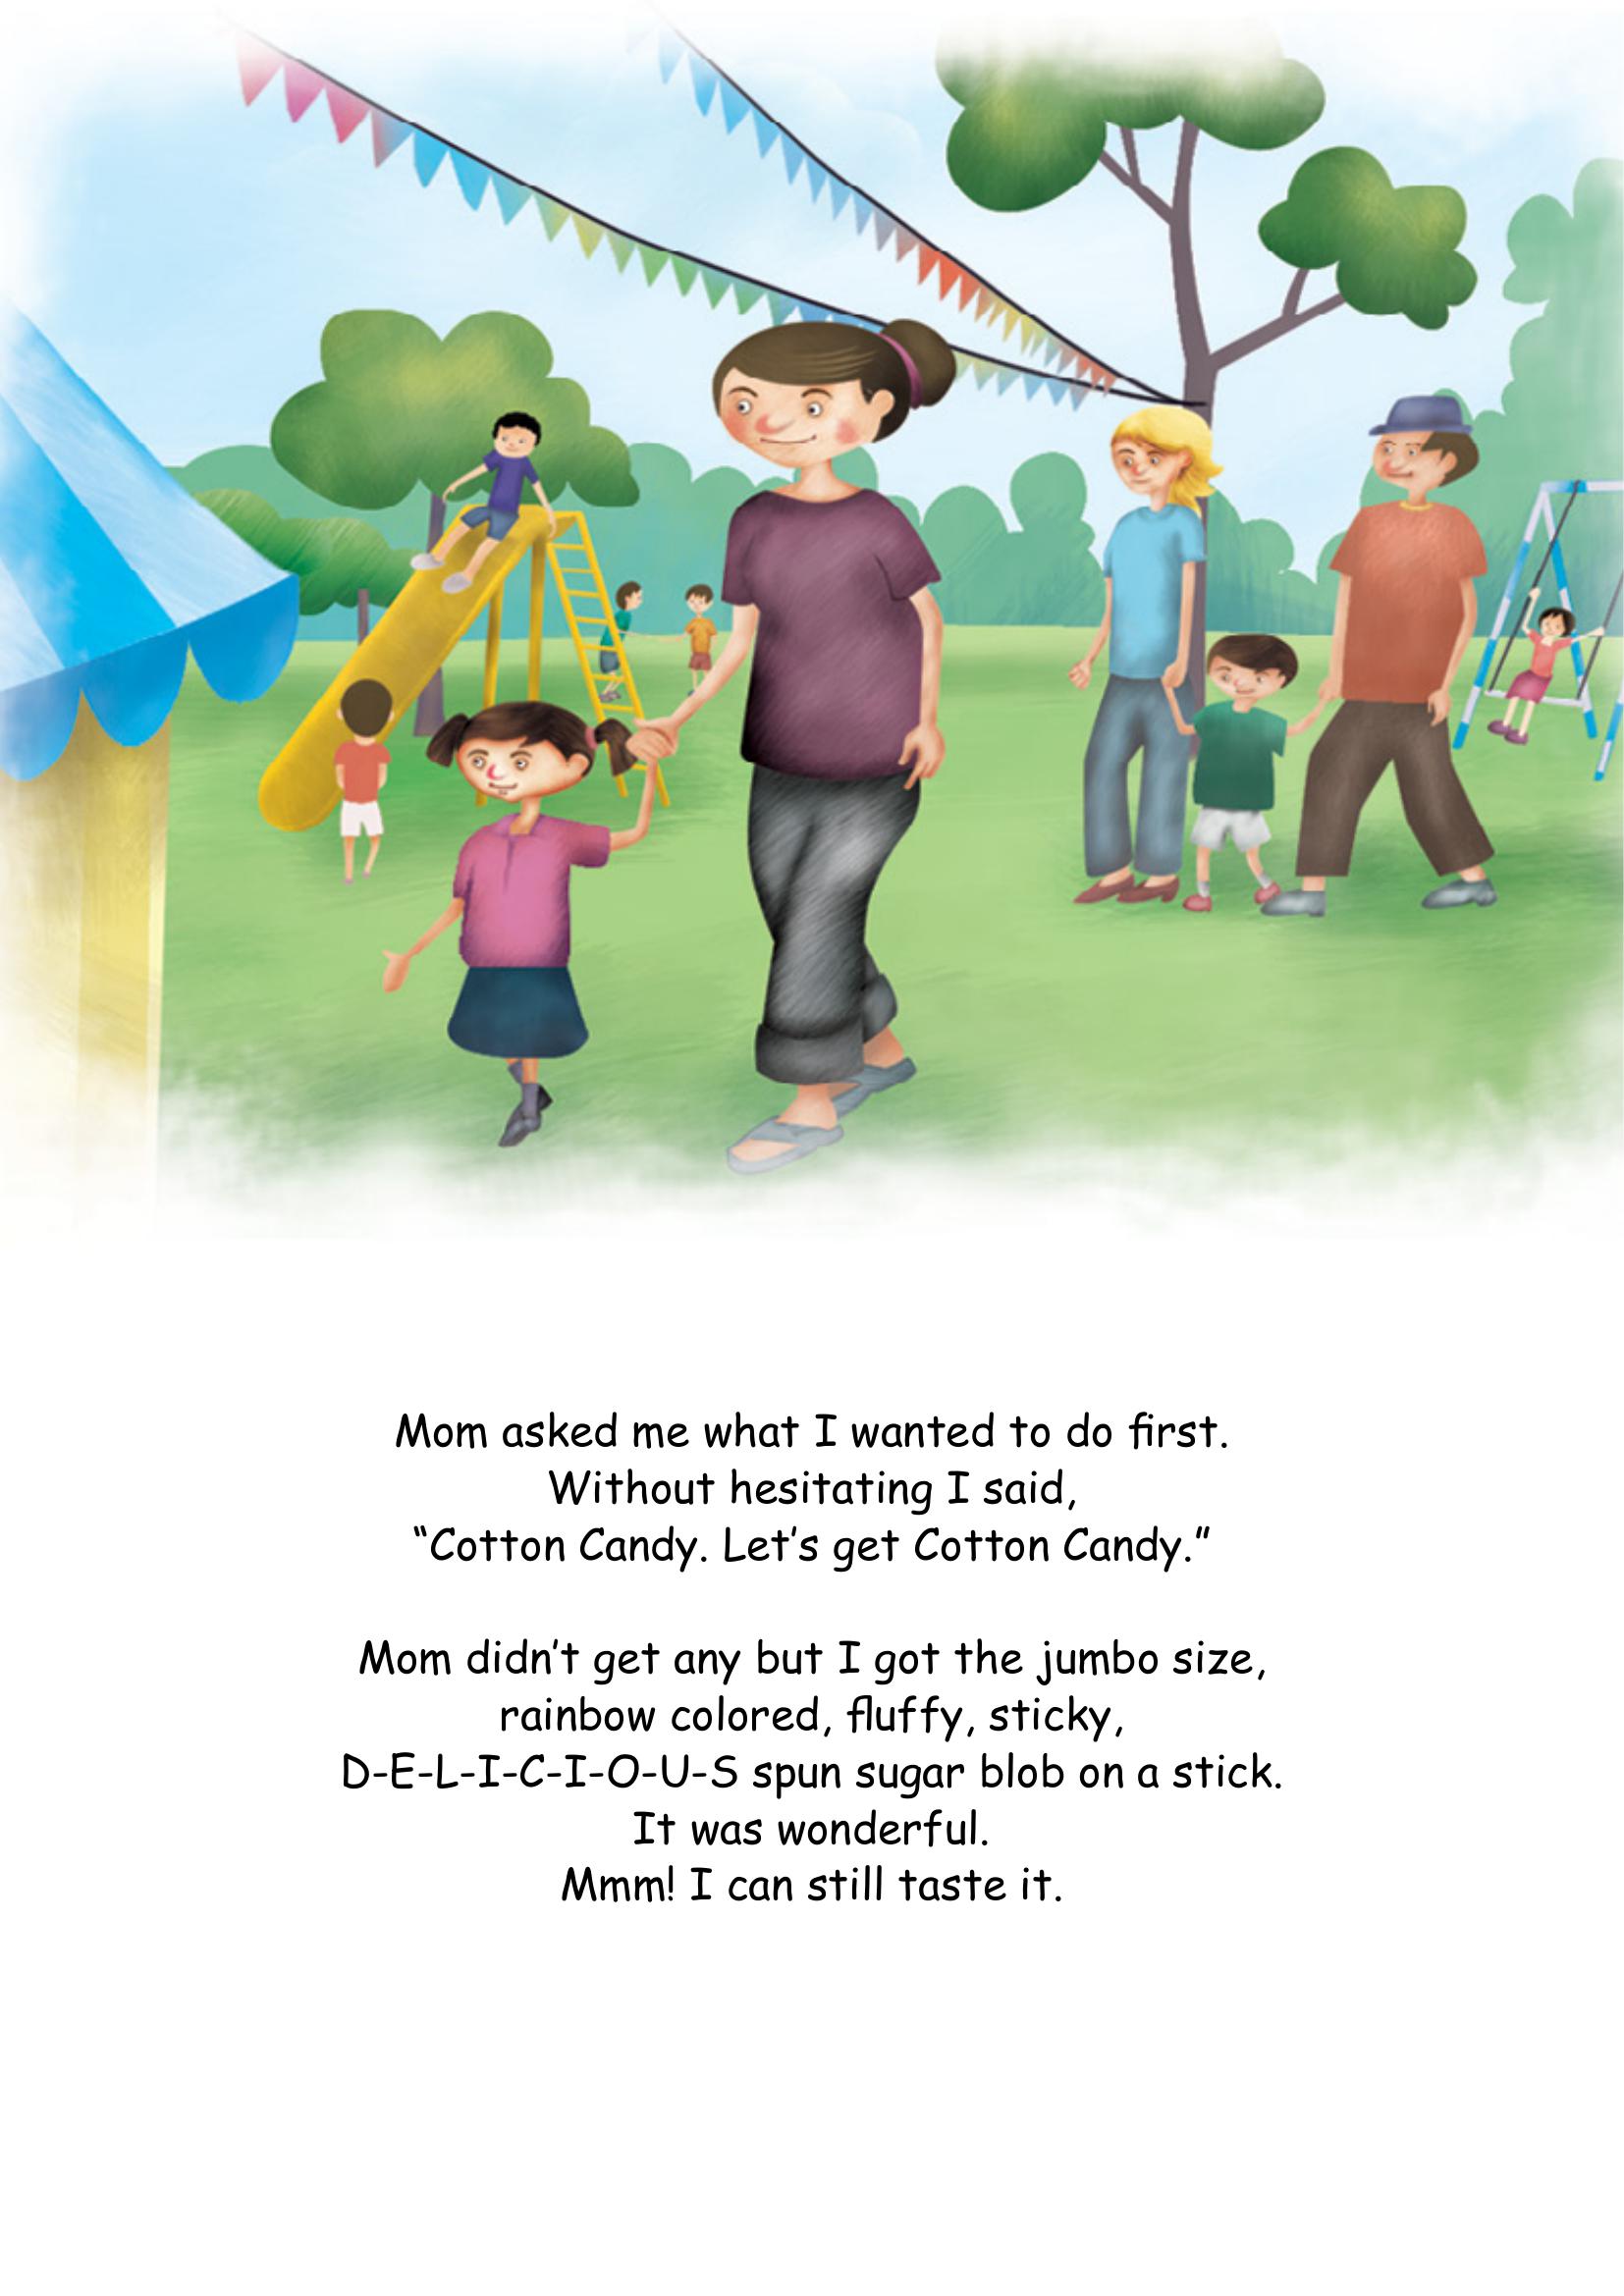 Mom asked me what I wanted to do first.
Without hesitating I said,
“Cotton Candy. Let’s get Cotton Candy.”
Mom didn’t get any but I got the jumbo size,
rainbow colored, fluffy, sticky,
D-E-L-I-C-I-O-U-S spun sugar blob on a stick.
It was wonderful.
Mmm! I can still taste it.